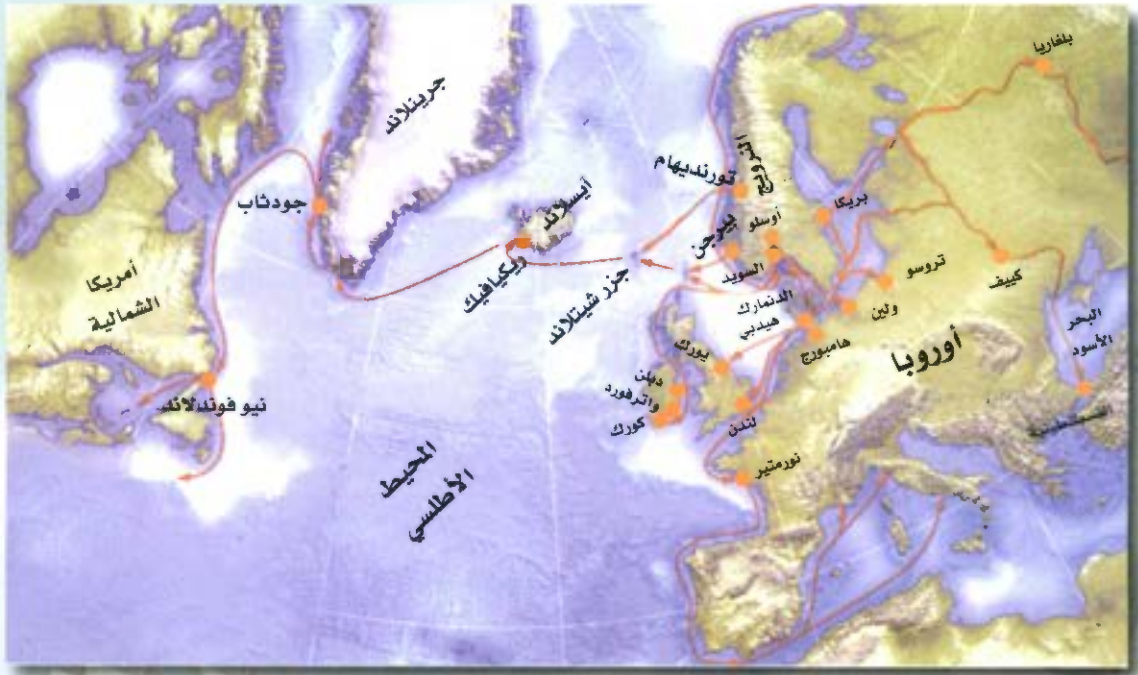 بلغاريا
جرينلاند
النرويج
تورنديهام
جودثاب
أيسلاند
بريكا
أوسلو
بيرجن
أمريكا
الشمالية
ريكيافيك
جزر شيتلاند
السويد
تروسو
كييف
ولين
الدنمارك
هيدبي
البحر
الأسود
هامبورج
أوروبا
يورك
دبلن
واترفورد
كورك
لندن
نيو فوندلاند
المحيط
الأطلسي
نورمتير